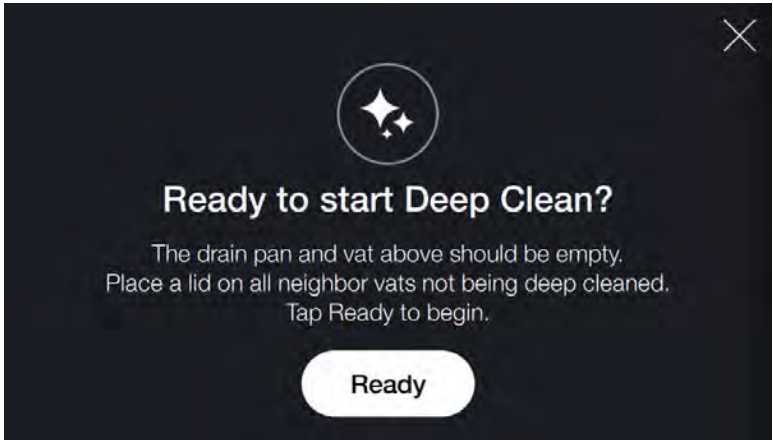 Ready to start Deep Clean?
The drain pan and vat above should be empty.
Place a lid on all neighbor vats not being deep cleaned.
Tap Ready to begin.
Ready